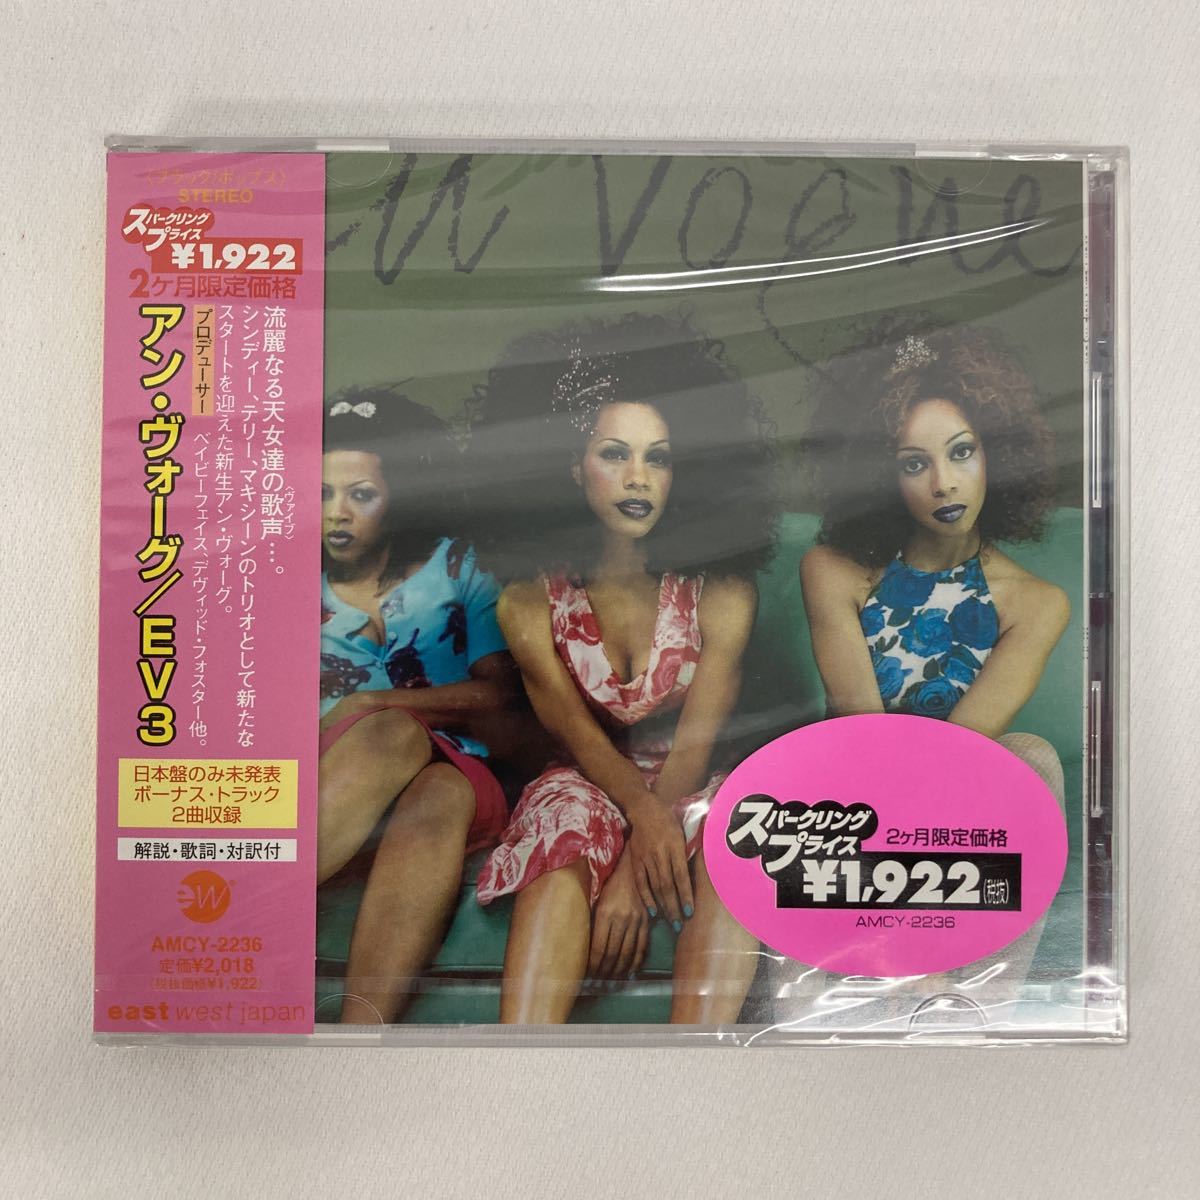 〈ブラック/ポップス〉
STEREO
スパークリング
プライス
¥1,922
2ヶ月限定価格
流麗なる天女達の歌声〈ヴァイブ〉…。
シンディー、テリー、マキシーンのトリオとして新たな
スタートを迎えた新生アン・ヴォーグ。
プロデューサー
ベイビーフェイス、デヴィッド・フォスター他。
アン・ヴォーグ/EV3
日本盤のみ未発表
ボーナス・トラック
2曲収録
解説・歌詞・対訳付
ew
AMCY-2236
定価¥2,018
(税抜価格¥1,922)
east west japan
en Vogue
スパークリング
プライス
2ヶ月限定価格
¥1,922(税抜)
AMCY-2236